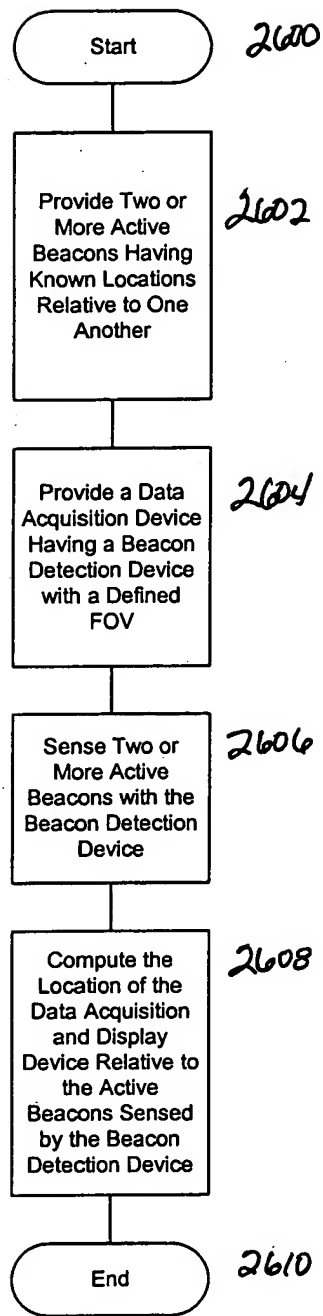 Start
2600
Provide Two or
More Active
Beacons Having
Known Locations
Relative to One
Another
2602
Provide a Data
Acquisition Device
Having a Beacon
Detection Device
with a Defined
FOV
2604
Sense Two or
More Active
Beacons with the
Beacon Detection
Device
2606
Compute the
Location of the
Data Acquisition
and Display
Device Relative to
the Active
Beacons Sensed
by the Beacon
Detection Device
2608
End
2610